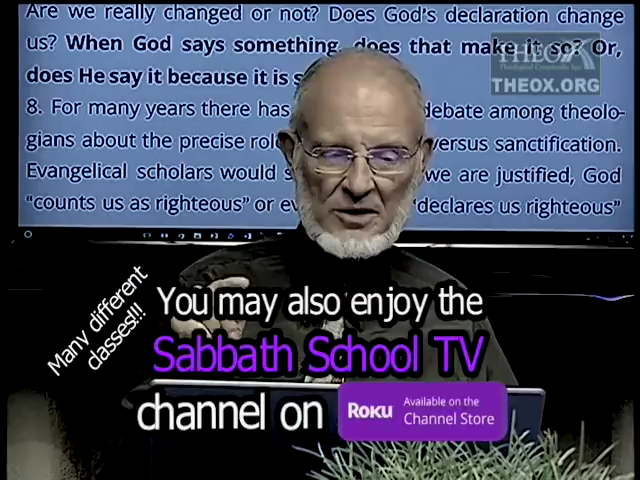 Are we really changed or not? Does God's declaration change
us? When God says something, does that make it so? Or,
does He say it because it is s
THEOX
THEOX.ORG
8. For many years there has debate among theolo-
gians about the precise rol versus sanctification.
Evangelical scholars would s we are justified, God
“counts us as righteous” or ev “declares us righteous”
Many different
classes!!!
You may also enjoy the
Sabbath School TV
channel on
ROKU
Available on the
Channel Store